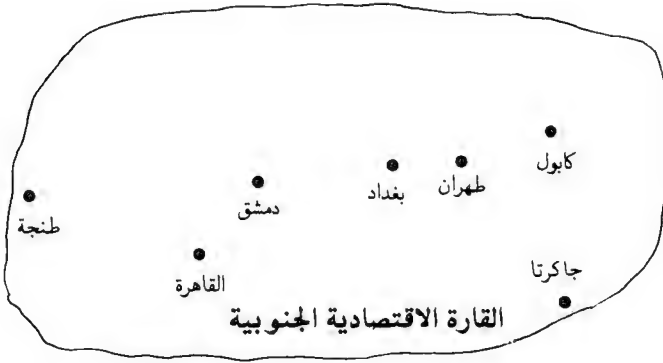 كابول
طهران
بغداد
دمشق
طنجة
القاهرة
جاكرتا
القارة الاقتصادية الجنوبية